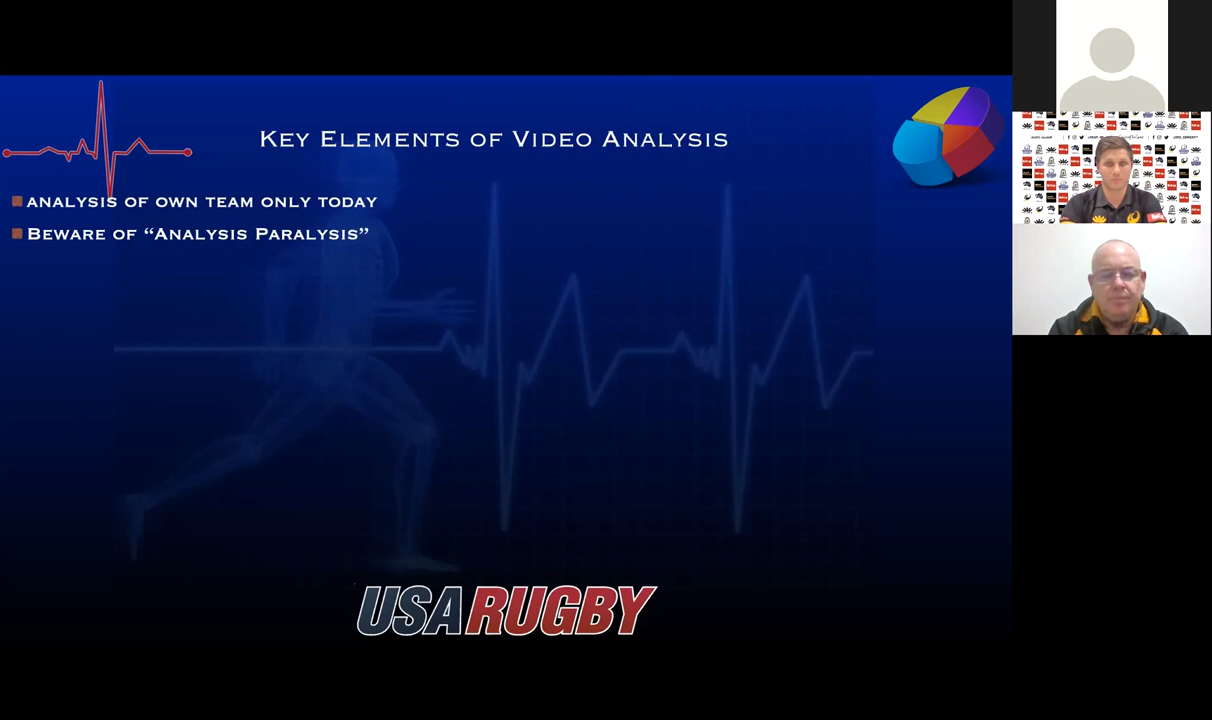 Key Elements of Video Analysis
analysis of own team only today
Beware of “Analysis Paralysis”
USA RUGBY